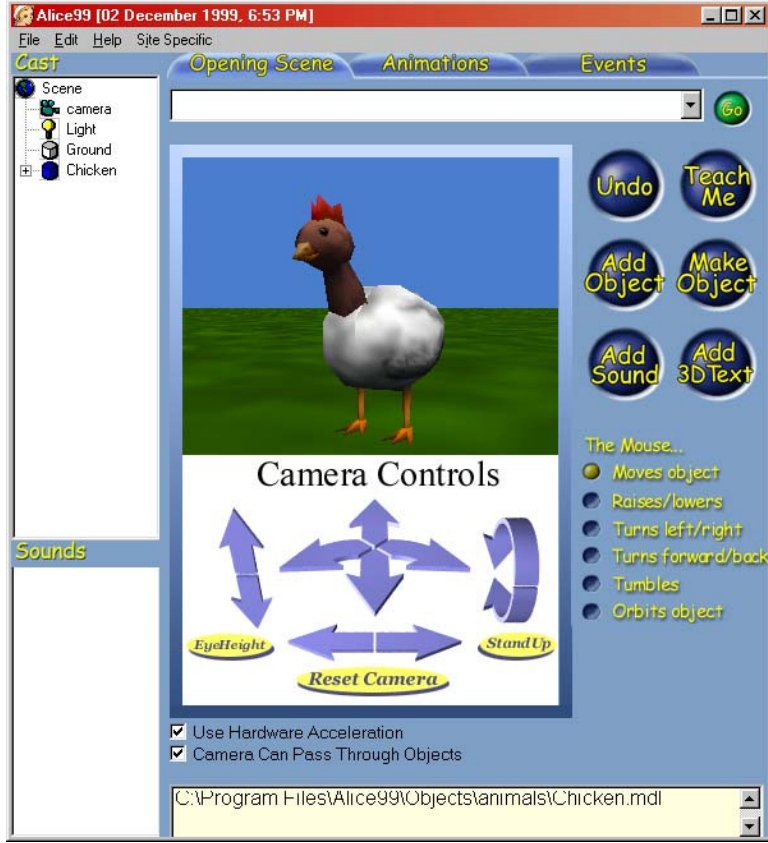 Alice99 [02 December 1999, 6:53 PM]
File Edit Help Site Specific
Cast
Opening Scene Animations Events
Scene
camera
Light
Ground
Chicken
Go
Undo
Teach
Me
Add
Object
Make
Object
Add
Sound
Add
3DText
The Mouse...
Moves object
Raises/lowers
Turns left/right
Turns forward/back
Tumbles
Orbits object
Camera Controls
EyeHeight
StandUp
Reset Camera
Sounds
Use Hardware Acceleration
Camera Can Pass Through Objects
C:\Program Files\Alice99\Objects\animals\Chicken.mdl